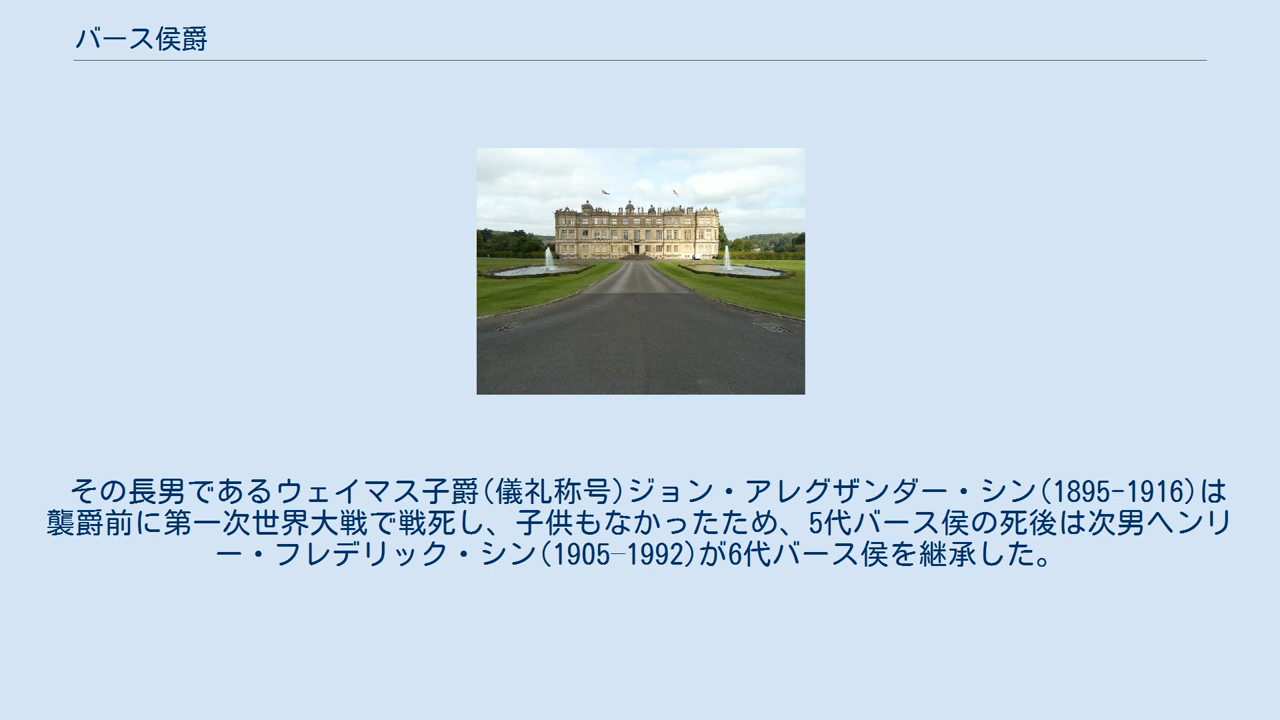 バース侯爵
その長男であるウェイマス子爵(儀礼称号)ジョン・アレグザンダー・シン(1895-1916)は
襲爵前に第一次世界大戦で戦死し、子供もなかったため、5代バース侯の死後は次男ヘンリ
ー・フレデリック・シン(1905–1992)が6代バース侯を継承した。